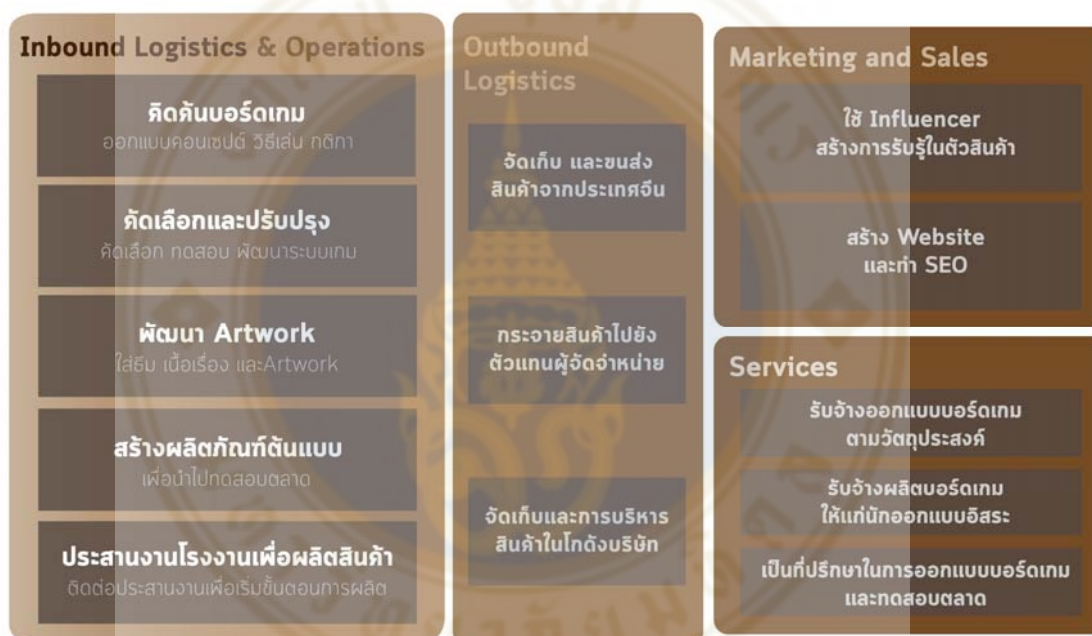 Inbound Logistics & Operations
คิดค้นบอร์ดเกม
ออกแบบคอนเซปต์ วิธีเล่น กติกา
คัดเลือกและปรับปรุง
คัดเลือก ทดสอบ พัฒนาระบบเกม
พัฒนา Artwork
ใส่ธีม เนื้อเรื่อง และArtwork
สร้างผลิตภัณฑ์ต้นแบบ
เพื่อนำไปทดสอบตลาด
ประสานงานโรงงานเพื่อผลิตสินค้า
ติดต่อประสานงานเพื่อเริ่มขั้นตอนการผลิต
Outbound
Logistics
จัดเก็บ และขนส่ง
สินค้าจากประเทศจีน
กระจายสินค้าไปยัง
ตัวแทนผู้จัดจำหน่าย
จัดเก็บและการบริหาร
สินค้าในโกดังบริษัท
Marketing and Sales
ใช้ Influencer
สร้างการรับรู้ในตัวสินค้า
สร้าง Website
และทำ SEO
Services
รับจ้างออกแบบบอร์ดเกม
ตามวัตถุประสงค์
รับจ้างผลิตบอร์ดเกม
ให้แก่นักออกแบบอิสระ
เป็นที่ปรึกษาในการออกแบบบอร์ดเกม
และทดสอบตลาด